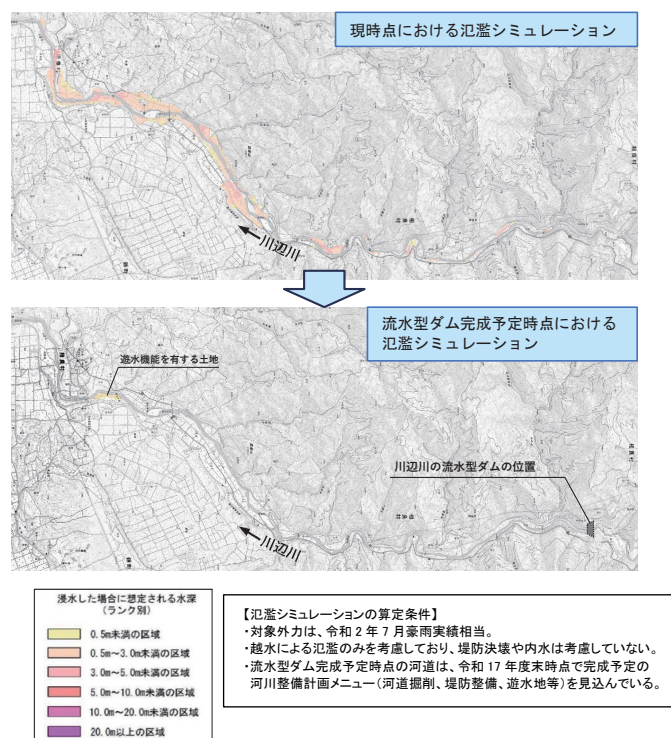 現時点における氾濫シミュレーション
川辺川
流水型ダム完成予定時点における
氾濫シミュレーション
遊水機能を有する土地
川辺川の流水型ダムの位置
川辺川
浸水した場合に想定される水深
(ランク別)
0.5m未満の区域
0.5m~3.0m未満の区域
3.0m~5.0m未満の区域
5.0m~10.0m未満の区域
10.0m~20.0m未満の区域
20.0m以上の区域
【氾濫シミュレーションの算定条件】
・対象外力は、令和2年7月豪雨実績相当。
・越水による氾濫のみを考慮しており、堤防決壊や内水は考慮していない。
・流水型ダム完成予定時点の河道は、令和17年度末時点で完成予定の
河川整備計画メニュー(河道掘削、堤防整備、遊水地等)を見込んでいる。